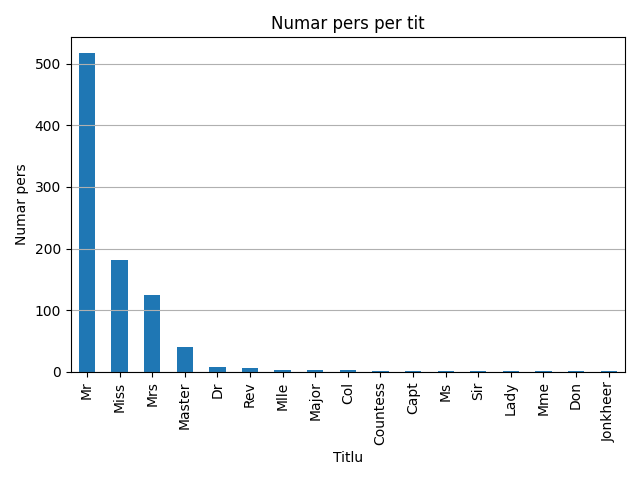 Numar pers per tit
Numar pers
500
400
300
200
100
0
Mr
Miss
Mrs
Master
Dr
Rev
Mlle
Major
Col
Countess
Capt
Ms
Sir
Lady
Mme
Don
Jonkheer
Titlu